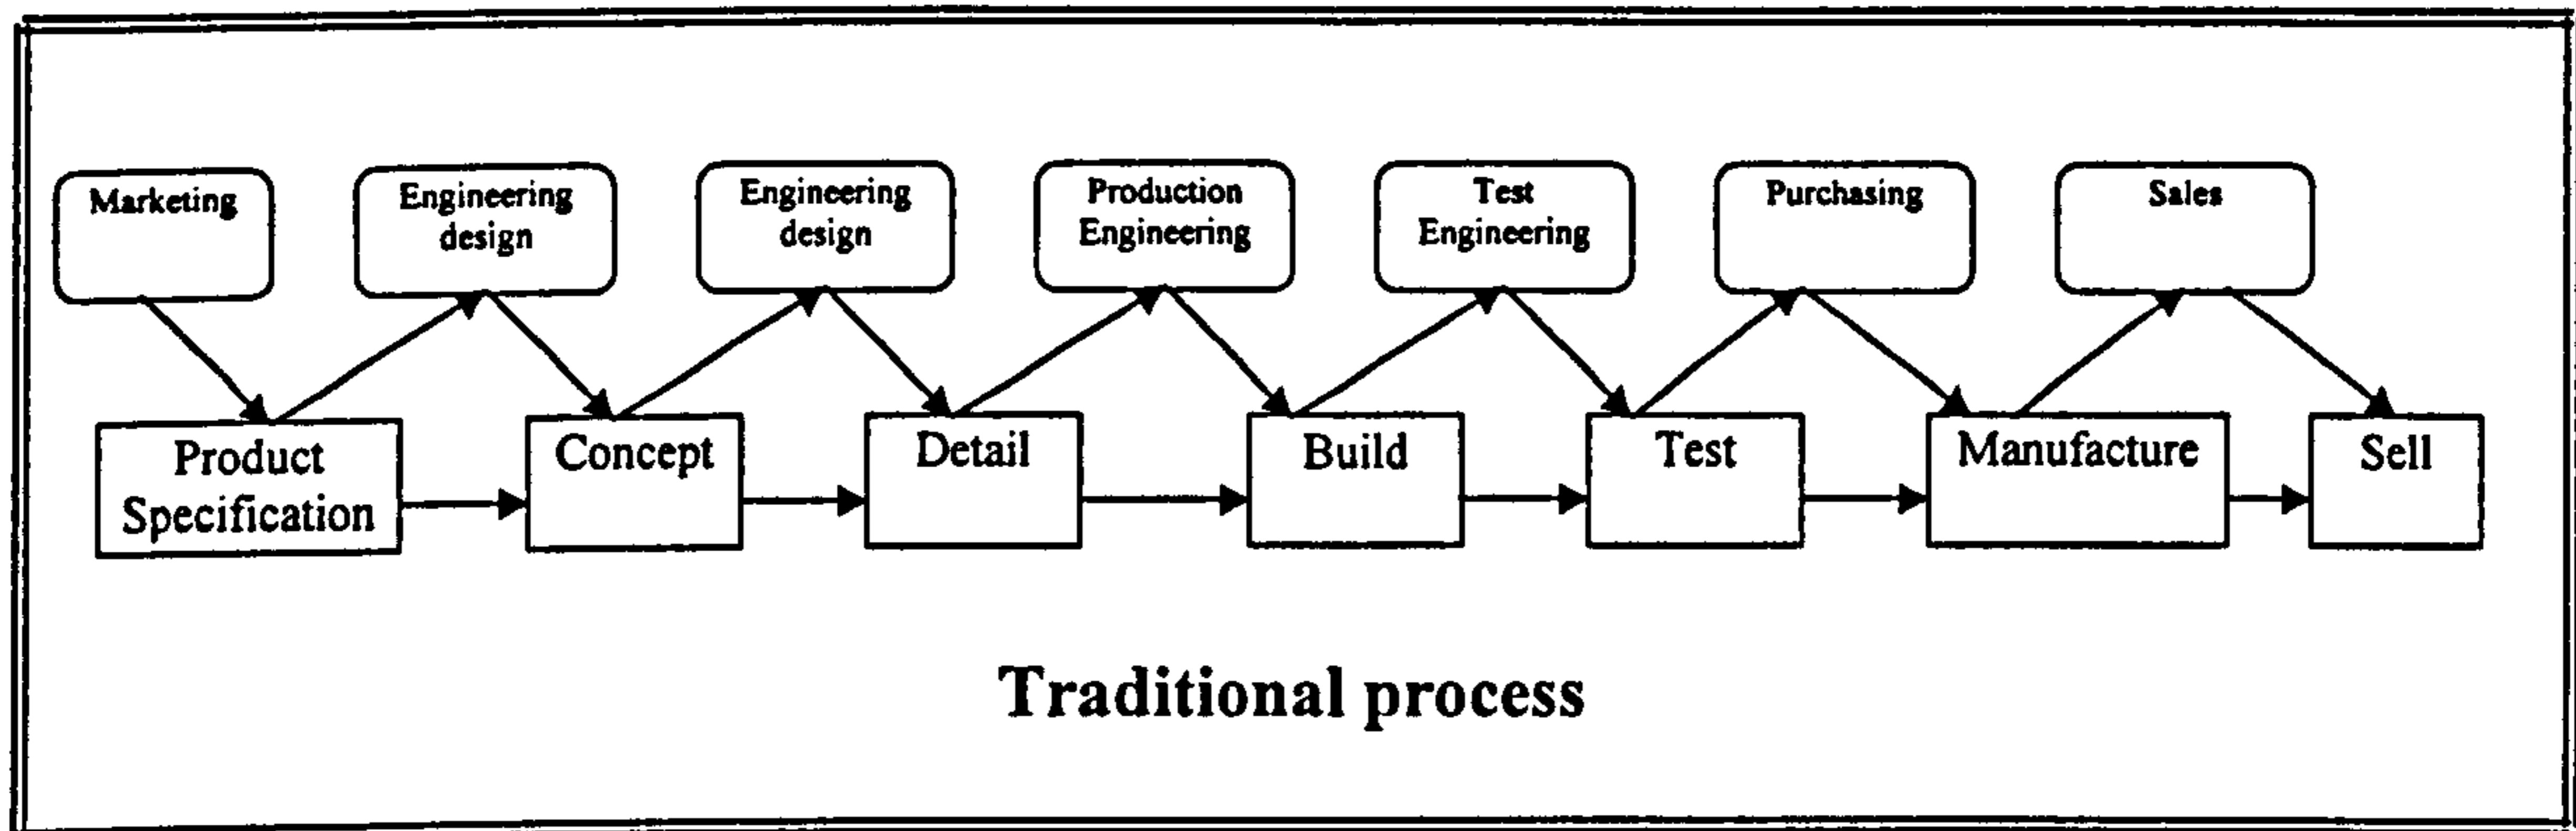 Marketing
Engineering
design
Engineering
design
Production
Engineering
Test
Engineering
Purchasing
Sales
Product
Specification
Concept
Detail
Build
Test
Manufacture
Sell
Traditional process